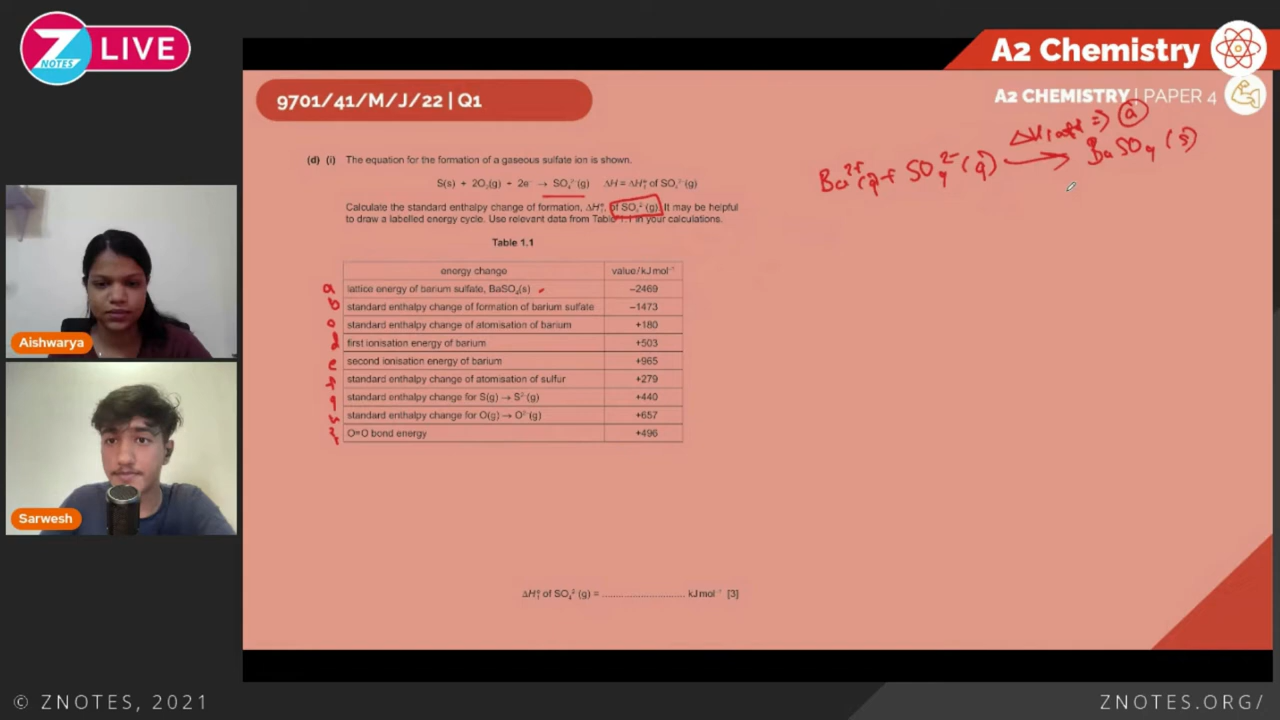 Z LIVE
NOTES
A2 Chemistry
9701/41/M/J/22 | Q1
A2 CHEMISTRY | PAPER 4
ΔHlatt => a
Ba²⁺(g) + SO₄²⁻(g) → BaSO₄(s)
(d) (i) The equation for the formation of a gaseous sulfate ion is shown.
S(s) + 2O₂(g) + 2e⁻ → SO₄²⁻(g) ΔH = ΔHf° of SO₄²⁻(g)
Calculate the standard enthalpy change of formation, ΔHf°, of SO₄²⁻(g). It may be helpful
to draw a labelled energy cycle. Use relevant data from Table 1.1 in your calculations.
Table 1.1
energy change value/kJ mol⁻¹
a lattice energy of barium sulfate, BaSO₄(s) –2469
b standard enthalpy change of formation of barium sulfate –1473
c standard enthalpy change of atomisation of barium +180
d first ionisation energy of barium +503
e second ionisation energy of barium +965
f standard enthalpy change of atomisation of sulfur +279
g standard enthalpy change for S(g) → S²⁻(g) +440
h standard enthalpy change for O(g) → O²⁻(g) +657
O=O bond energy +496
ΔHf° of SO₄²⁻(g) = .............................. kJ mol⁻¹ [3]
Aishwarya
Sarwesh
© ZNOTES, 2021
ZNOTES.ORG/